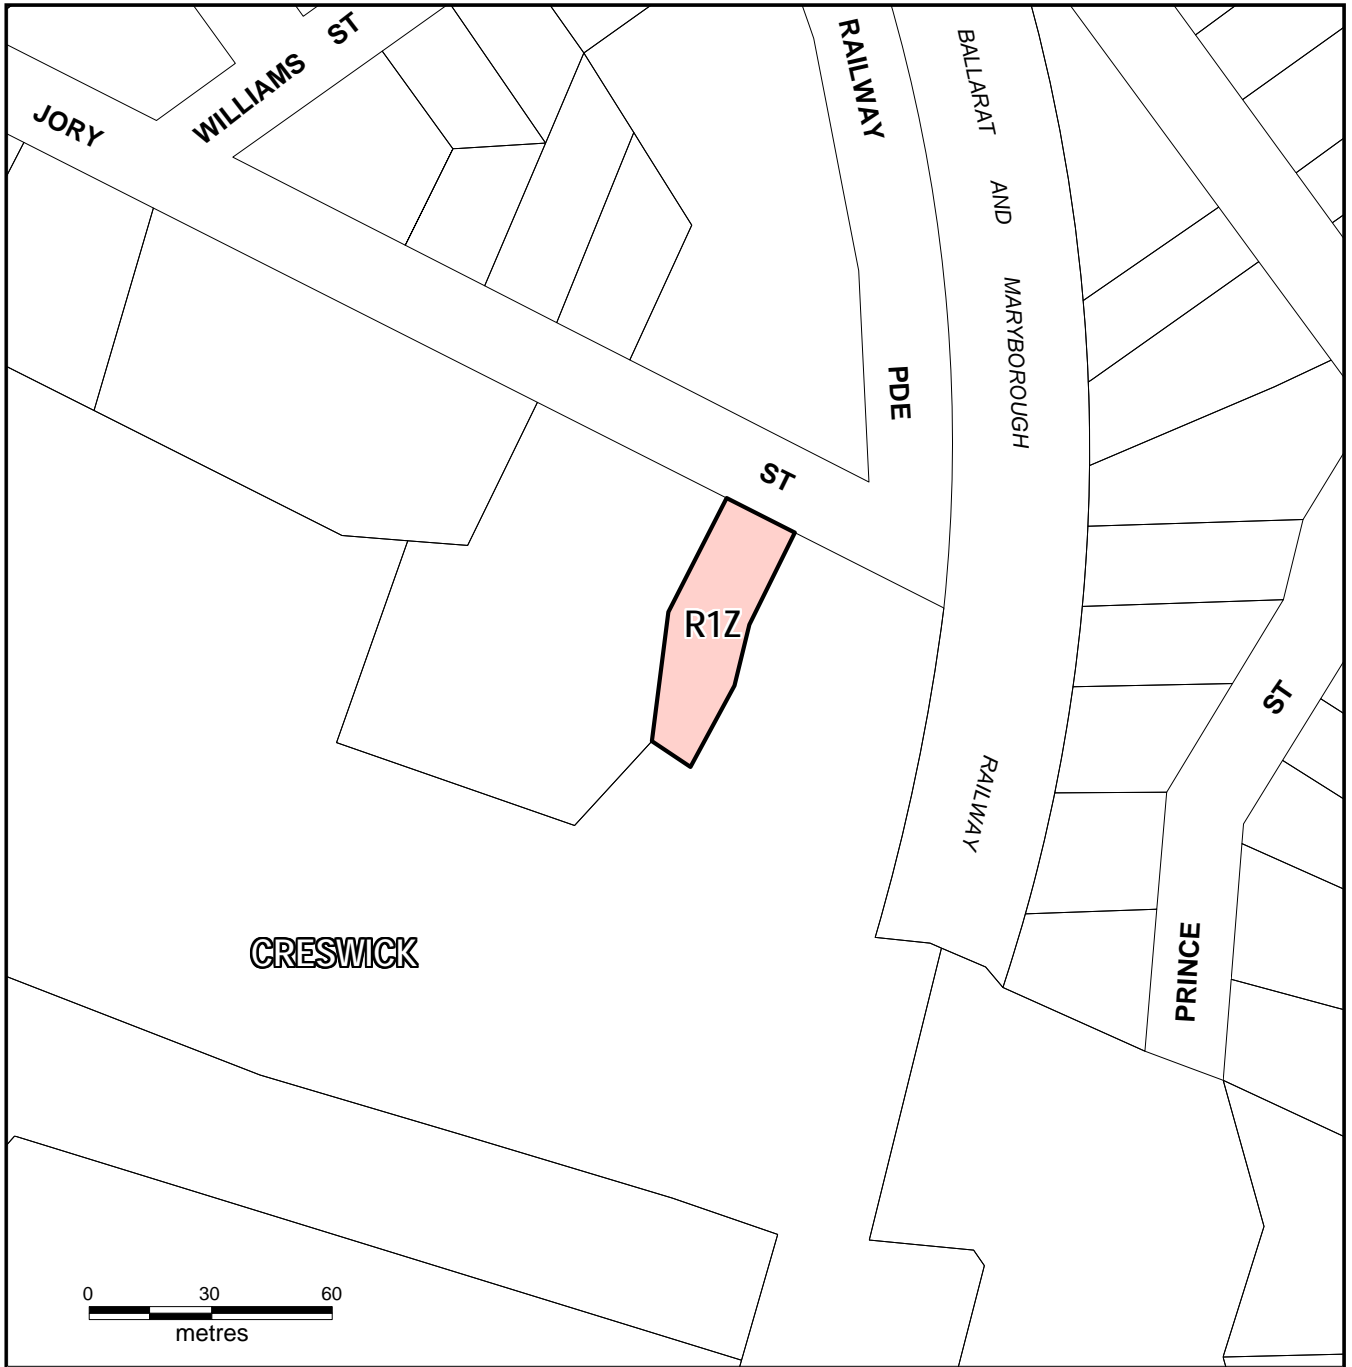 WILLIAMS ST
JORY
ST
RAILWAY
PDE
BALLARAT AND MARYBOROUGH
RAILWAY
R1Z
ST
PRINCE
CRESWICK
0 30 60
metres